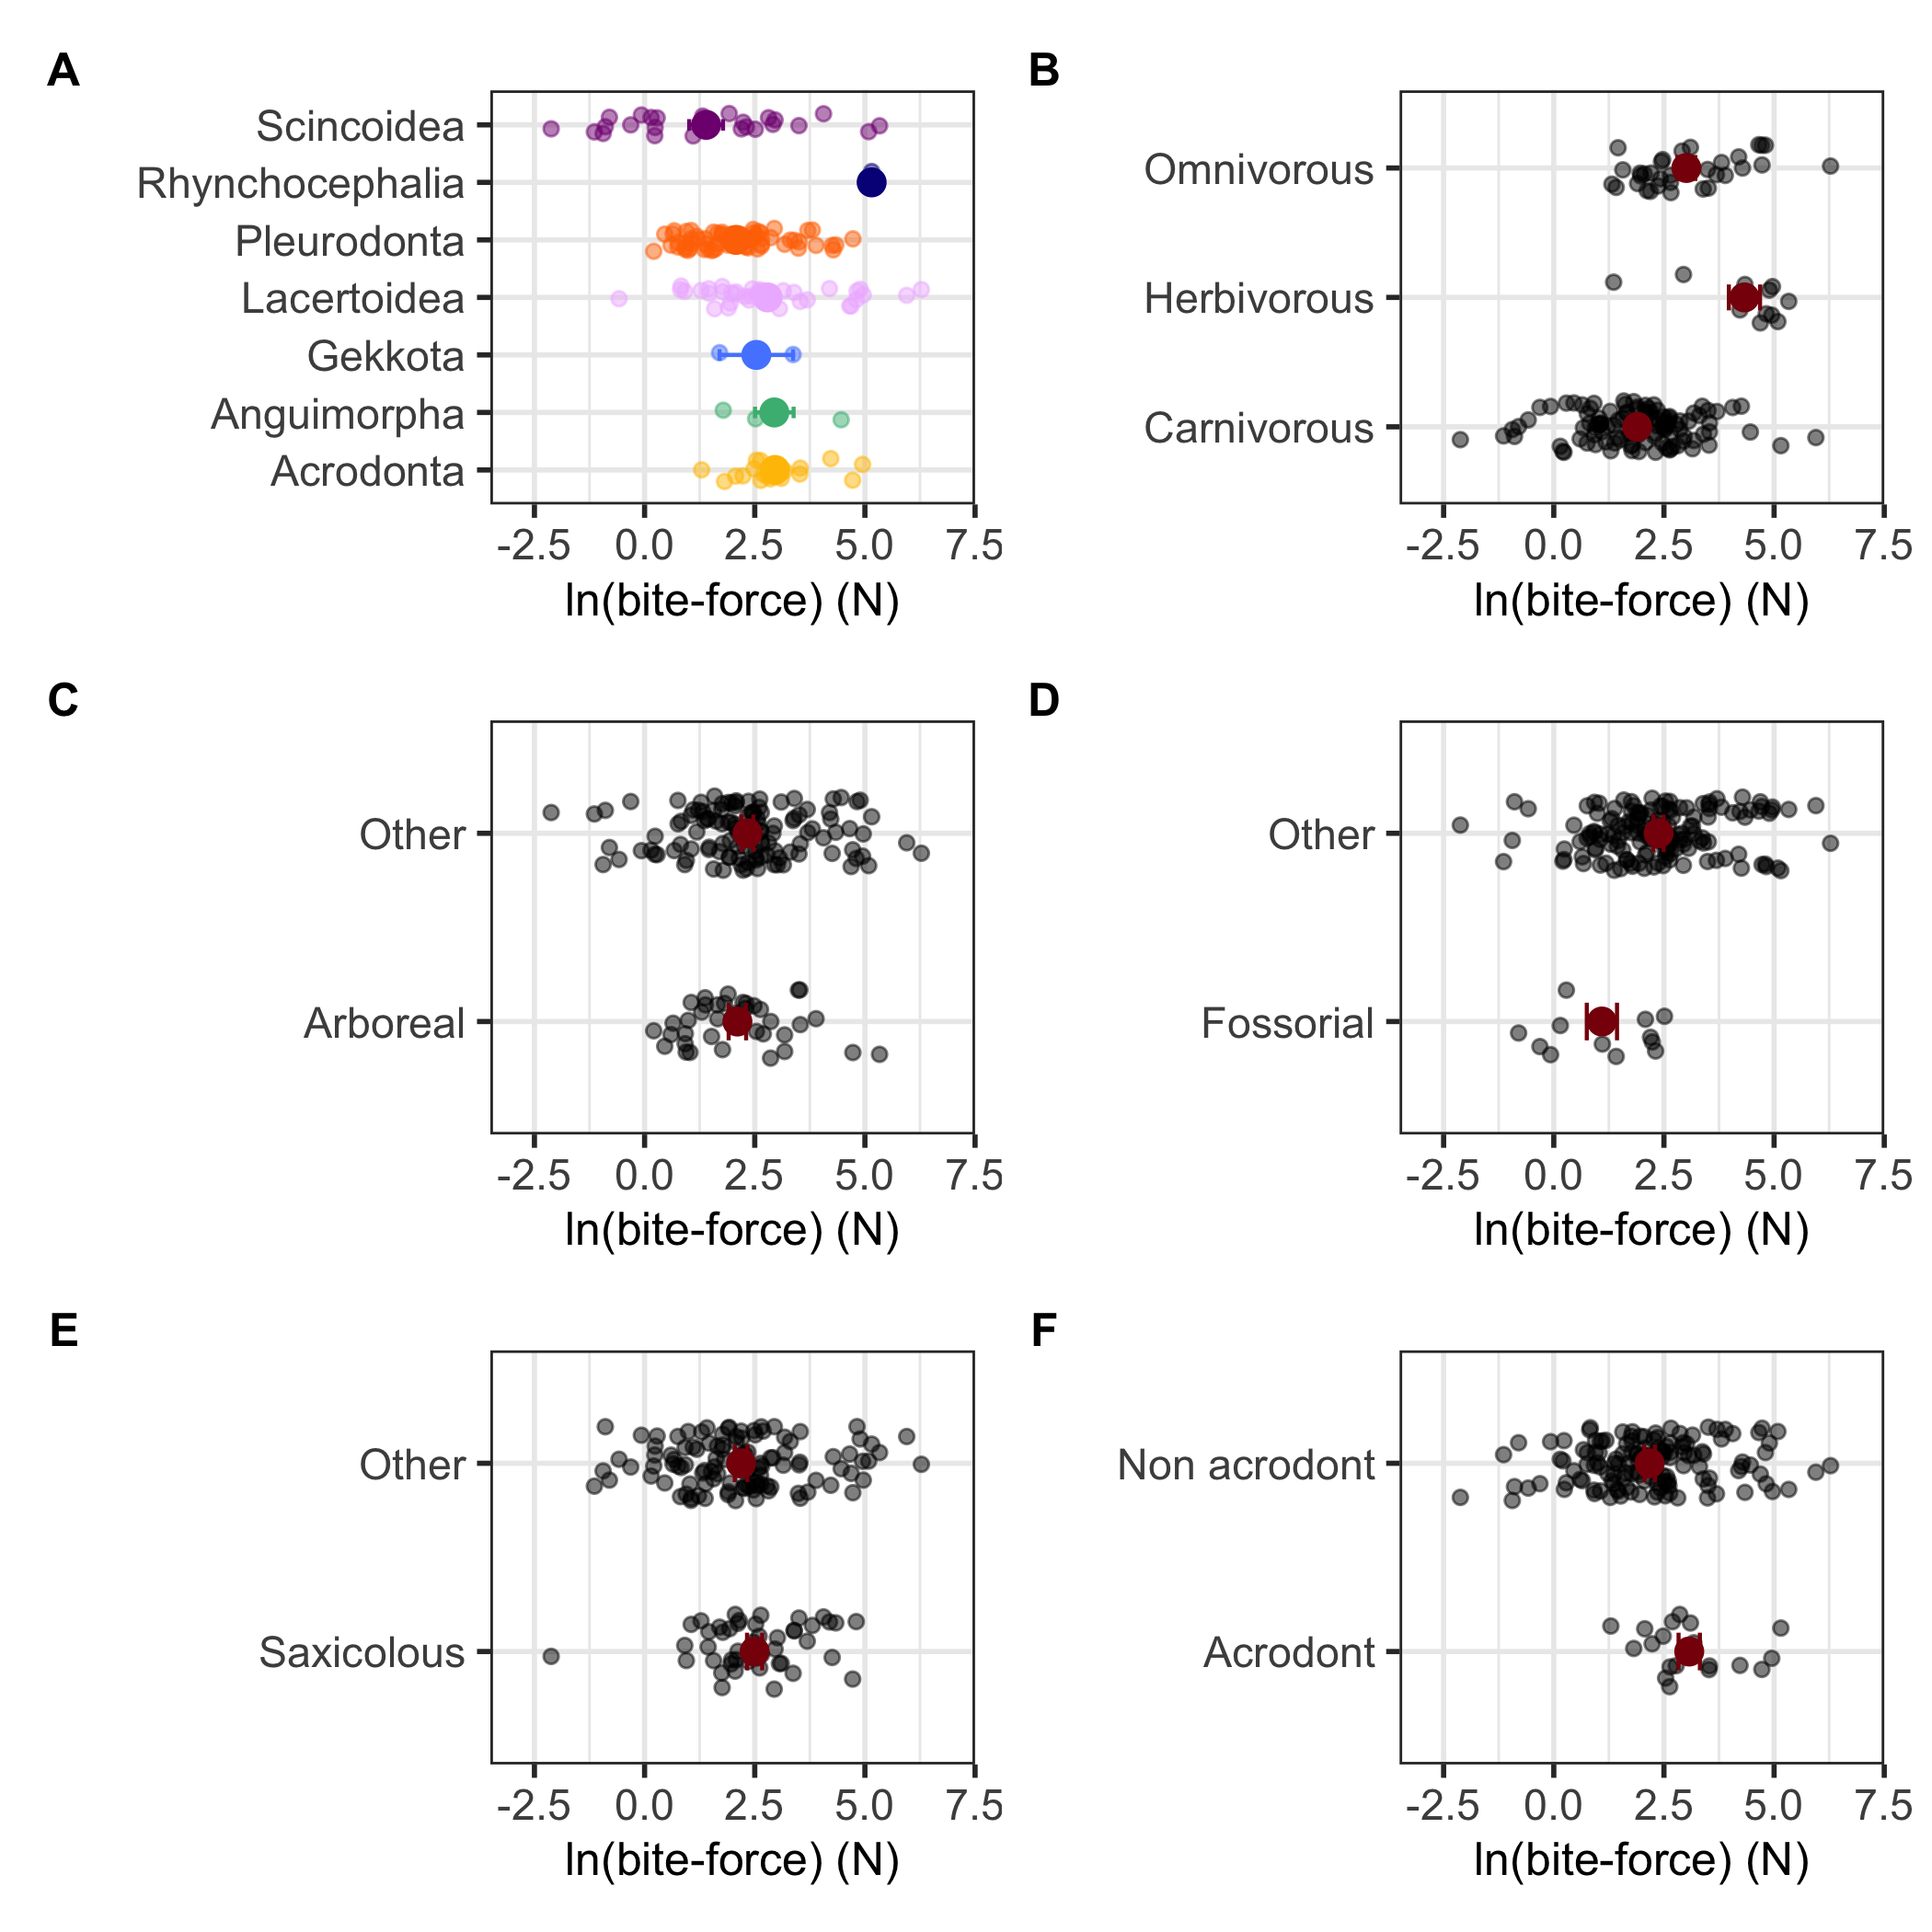 A
Scincoidea
Rhynchocephalia
Pleurodonta
Lacertoidea
Gekkota
Anguimorpha
Acrodonta
-2.5 0.0 2.5 5.0 7.5
ln(bite-force) (N)
B
Omnivorous
Herbivorous
Carnivorous
-2.5 0.0 2.5 5.0 7.5
ln(bite-force) (N)
C
Other
Arboreal
-2.5 0.0 2.5 5.0 7.5
ln(bite-force) (N)
D
Other
Fossorial
-2.5 0.0 2.5 5.0 7.5
ln(bite-force) (N)
E
Other
Saxicolous
-2.5 0.0 2.5 5.0 7.5
ln(bite-force) (N)
F
Non acrodont
Acrodont
-2.5 0.0 2.5 5.0 7.5
ln(bite-force) (N)